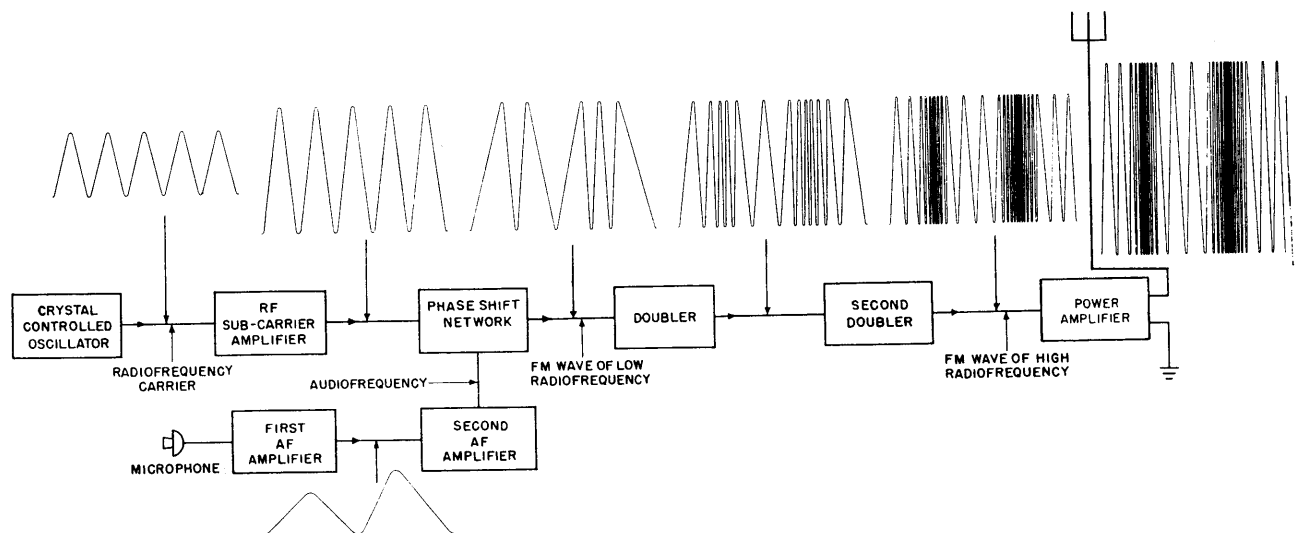 CRYSTAL
CONTROLLED
OSCILLATOR
RF
SUB-CARRIER
AMPLIFIER
PHASE SHIFT
NETWORK
DOUBLER
SECOND
DOUBLER
POWER
AMPLIFIER
RADIOFREQUENCY
CARRIER
AUDIOFREQUENCY
FM WAVE OF LOW
RADIOFREQUENCY
FM WAVE OF HIGH
RADIOFREQUENCY
MICROPHONE
FIRST
AF
AMPLIFIER
SECOND
AF
AMPLIFIER